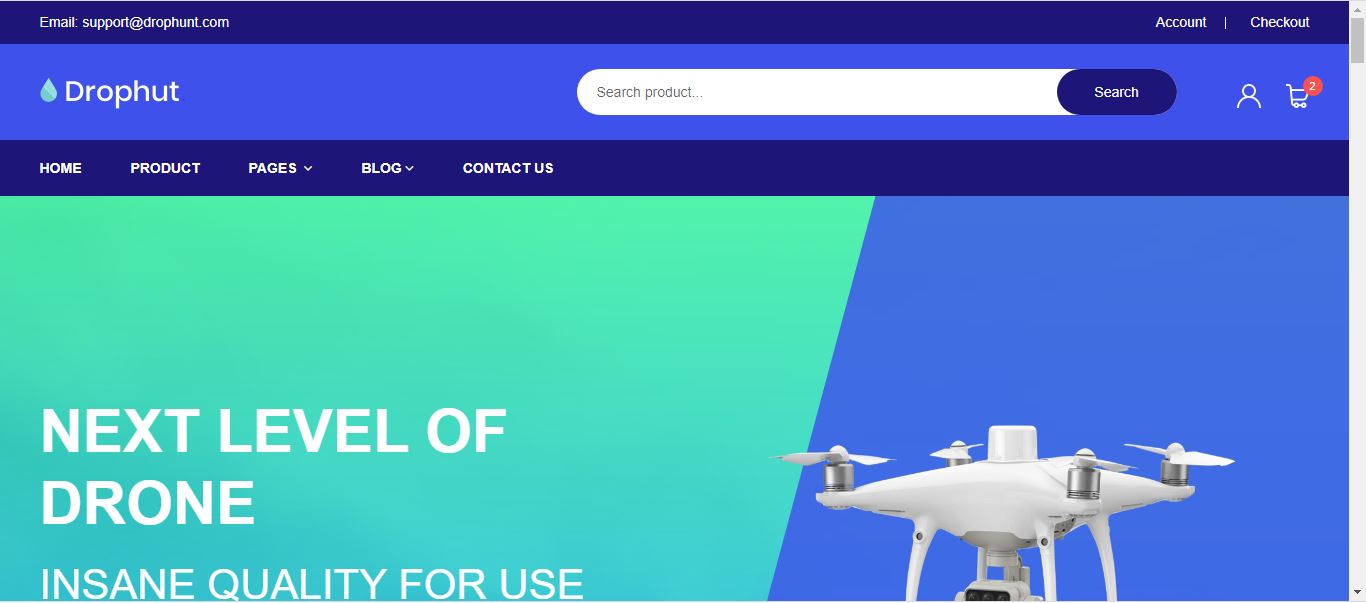 Email: support@drophunt.com
Account | Checkout
Drophut
Search product...
Search
2
HOME
PRODUCT
PAGES
BLOG
CONTACT US
NEXT LEVEL OF
DRONE
INSANE QUALITY FOR USE